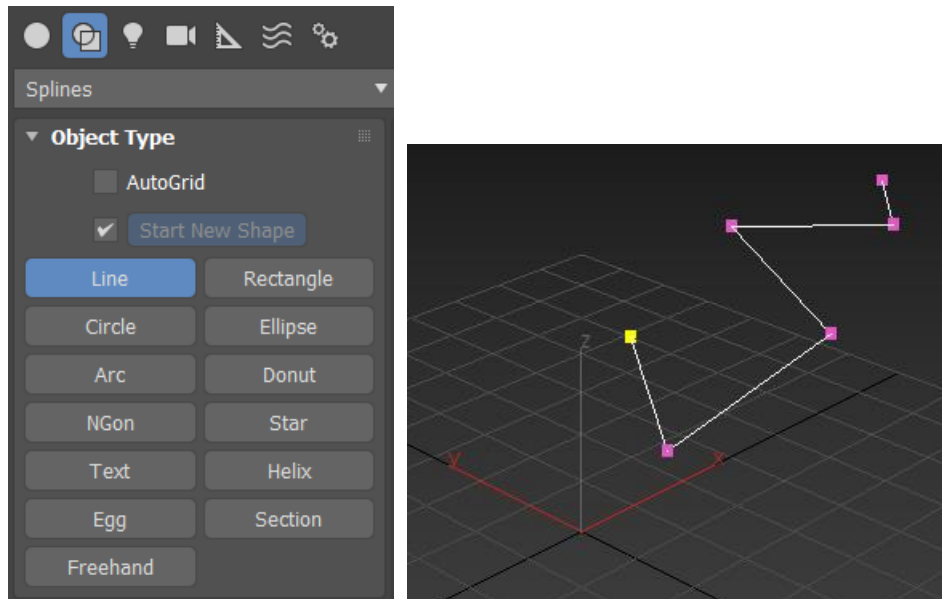 Splines
Object Type
AutoGrid
Start New Shape
Line Rectangle
Circle Ellipse
Arc Donut
NGon Star
Text Helix
Egg Section
Freehand
z
y x